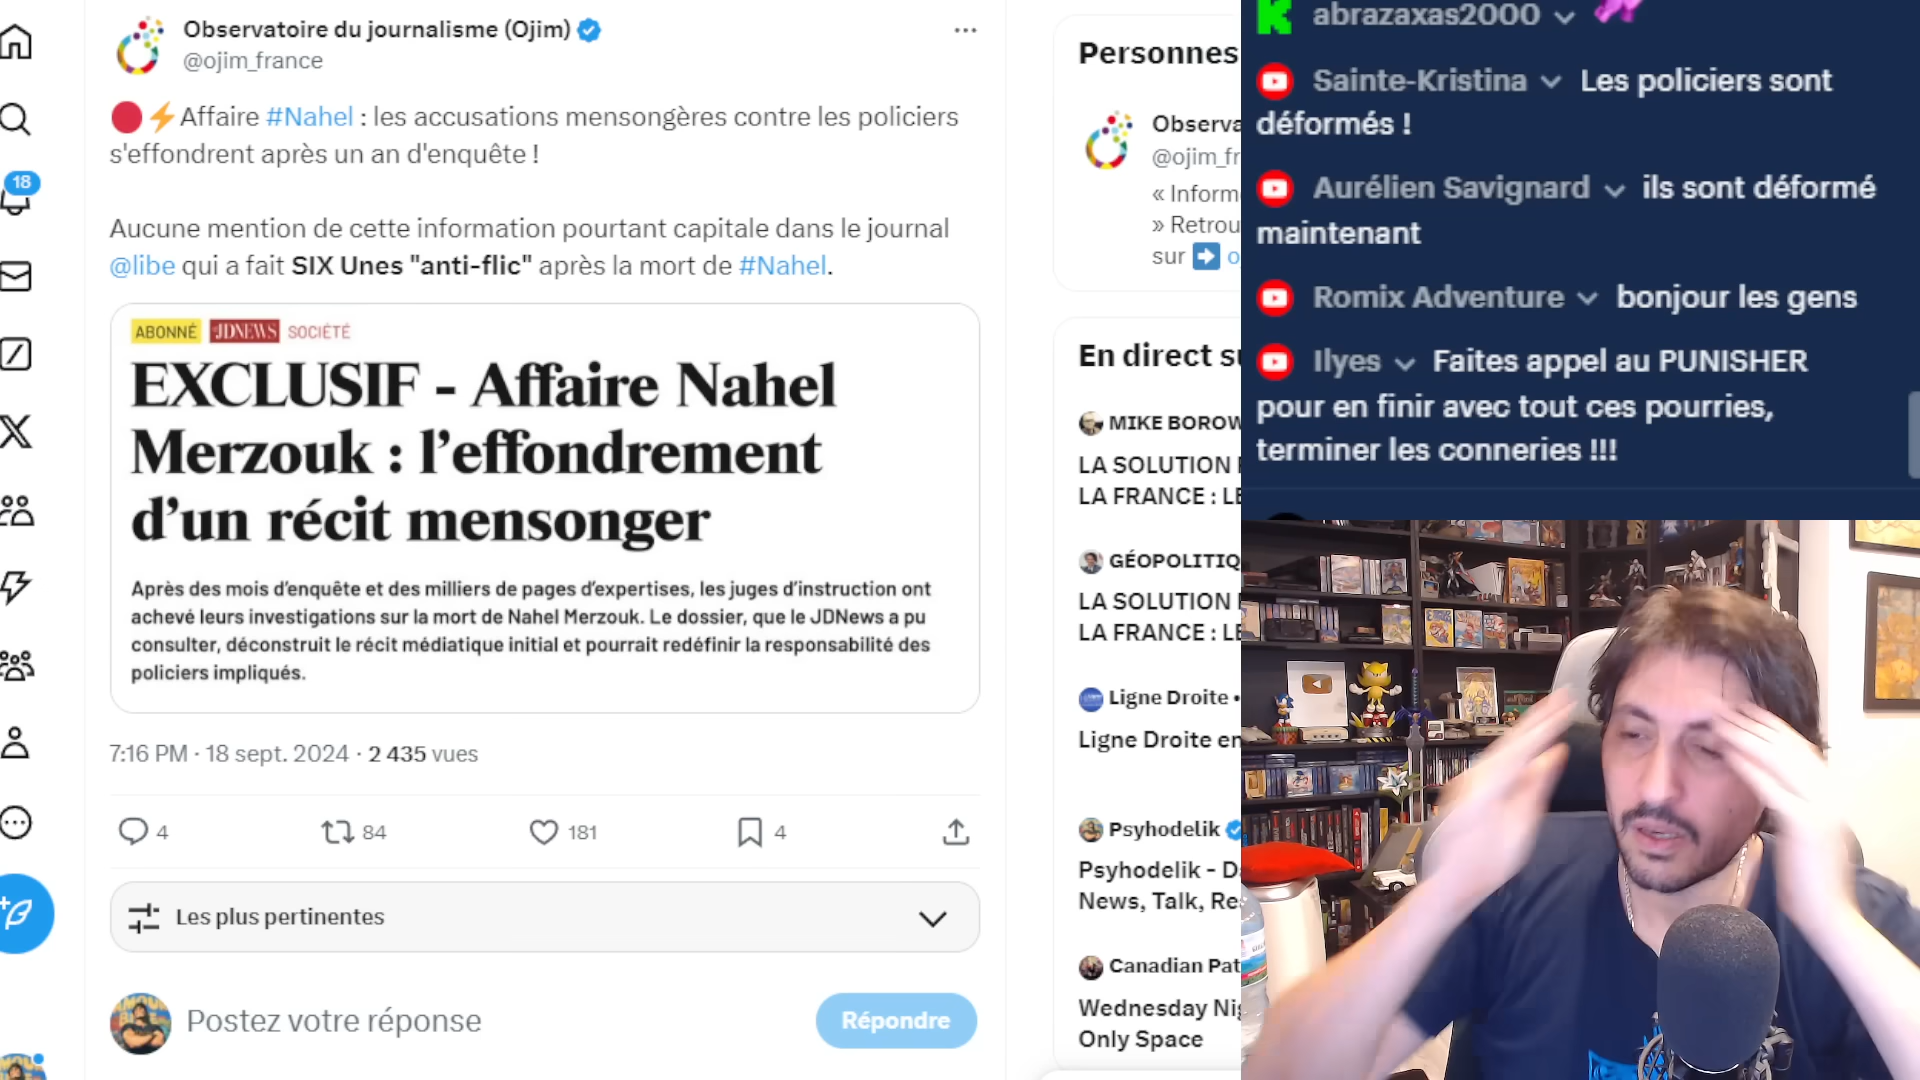 Observatoire du journalisme (Ojim)
@ojim_france
Affaire #Nahel : les accusations mensongères contre les policiers
s'effondrent après un an d'enquête !
Aucune mention de cette information pourtant capitale dans le journal
@libe qui a fait SIX Unes "anti-flic" après la mort de #Nahel.
ABONNÉ JDNEWS SOCIÉTÉ
EXCLUSIF - Affaire Nahel
Merzouk : l'effondrement
d'un récit mensonger
Après des mois d'enquête et des milliers de pages d'expertises, les juges d'instruction ont
achevé leurs investigations sur la mort de Nahel Merzouk. Le dossier, que le JDNews a pu
consulter, déconstruit le récit médiatique initial et pourrait redéfinir la responsabilité des
policiers impliqués.
7:16 PM · 18 sept. 2024 · 2 435 vues
4 84 181 4
Les plus pertinentes
Postez votre réponse
Répondre
18
Personnes
Observa
@ojim_fr
« Inform
» Retrou
sur o
En direct su
MIKE BOROW
LA SOLUTION
LA FRANCE : LE
GÉOPOLITIQ
LA SOLUTION
LA FRANCE : LE
Ligne Droite •
Ligne Droite en
Psyhodelik
Psyhodelik - D
News, Talk, Re
Canadian Pat
Wednesday Nig
Only Space
abrazaxas2000
Sainte-Kristina Les policiers sont
déformés !
Aurélien Savignard ils sont déformé
maintenant
Romix Adventure bonjour les gens
Ilyes Faites appel au PUNISHER
pour en finir avec tout ces pourries,
terminer les conneries !!!